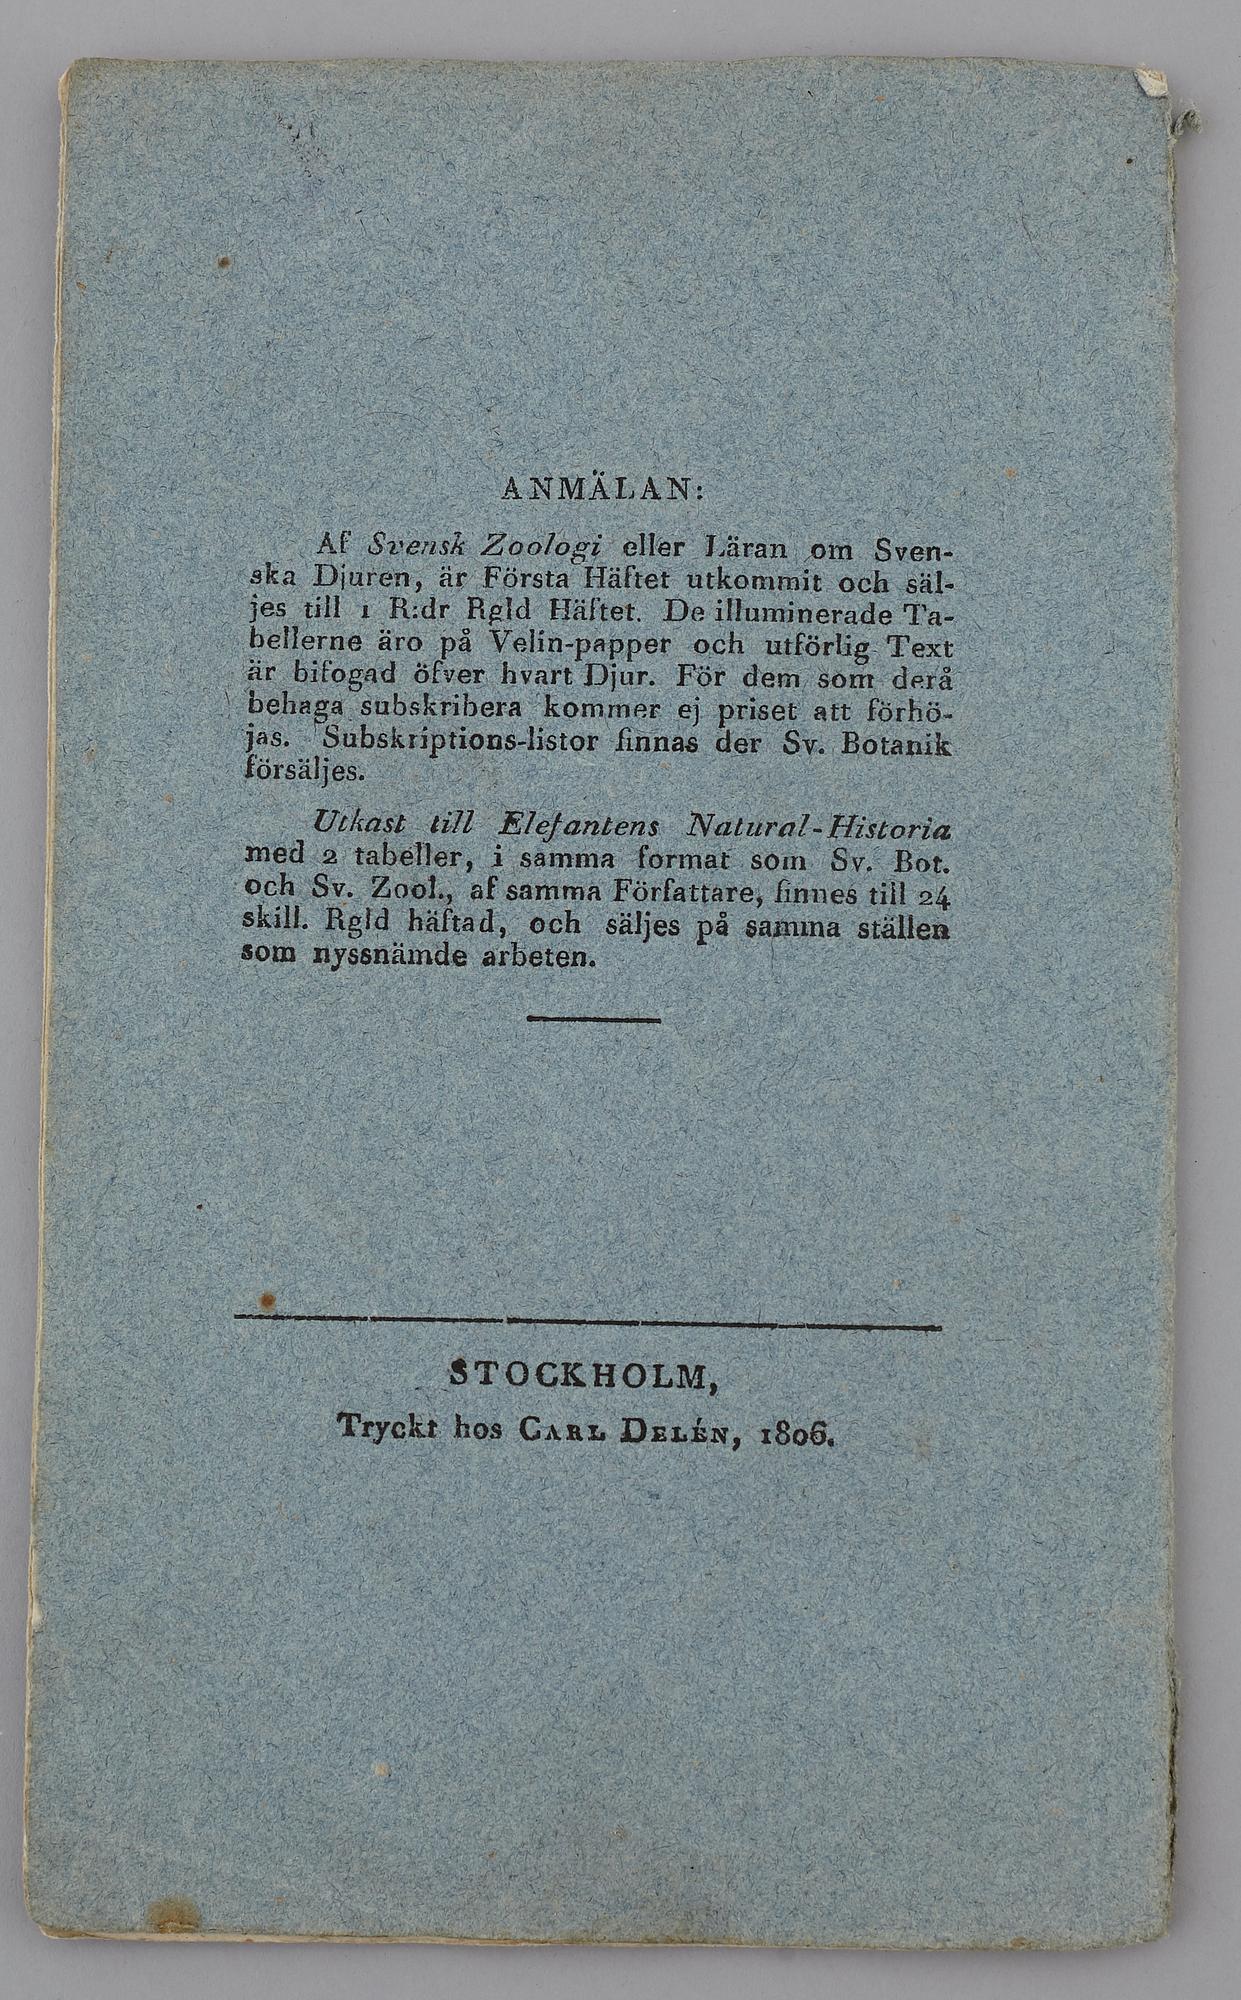 ANMÄLAN:
Af Svensk Zoologi eller Läran om Sven-
ska Djuren, är Första Häftet utkommit och säl-
jes till 1 R:dr Rgld Häftet. De illuminerade Ta-
bellerne äro på Velin-papper och utförlig Text
är bifogad öfver hvart Djur. För dem som derå
behaga subskribera kommer ej priset att förhö-
jas. Subskriptions-listor finnas der Sv. Botanik
försäljes.
Utkast till Elefantens Natural-Historia
med 2 tabeller, i samma format som Sv. Bot.
och Sv. Zool., af samma Författare, finnes till 24
skill. Rgld häftad, och säljes på samma ställen
som nyssnämde arbeten.
STOCKHOLM,
Tryckt hos CARL DELÉN, 1806.